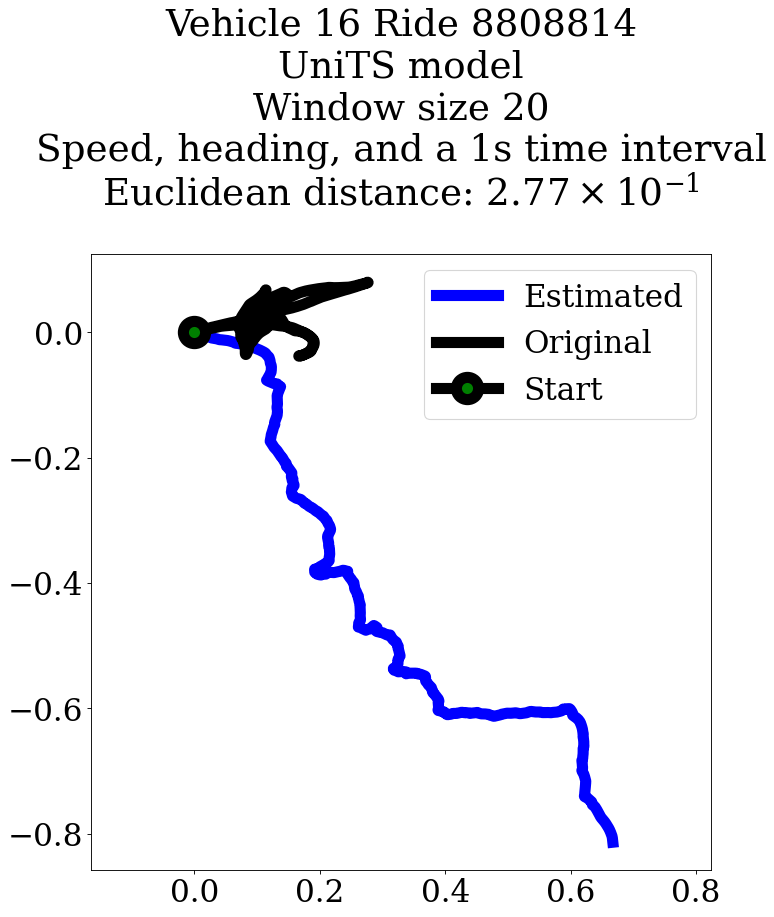 Vehicle 16 Ride 8808814
UniTS model
Window size 20
Speed, heading, and a 1s time interval
Euclidean distance: 2.77 × 10⁻¹
Estimated
Original
Start
0.0
−0.2
−0.4
−0.6
−0.8
0.0 0.2 0.4 0.6 0.8